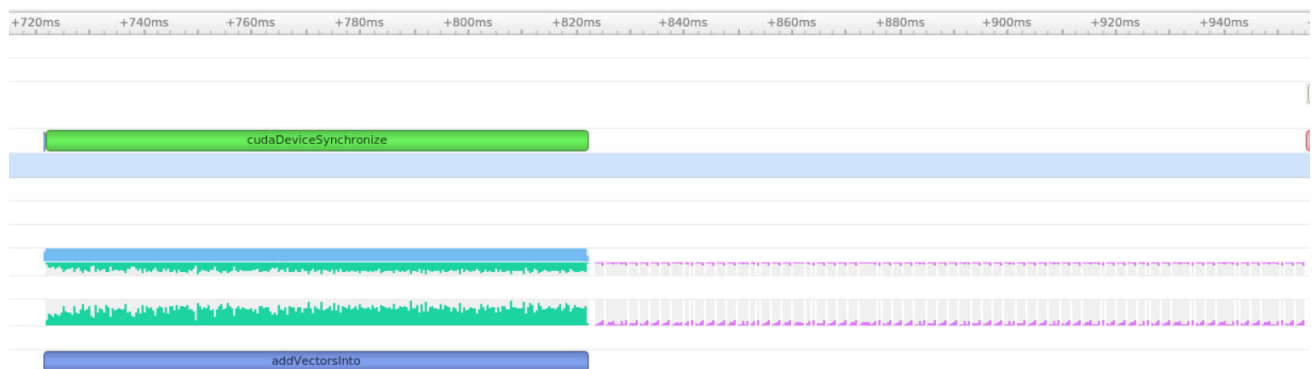 +720ms +740ms +760ms +780ms +800ms +820ms +840ms +860ms +880ms +900ms +920ms +940ms
cudaDeviceSynchronize
addVectorsInto